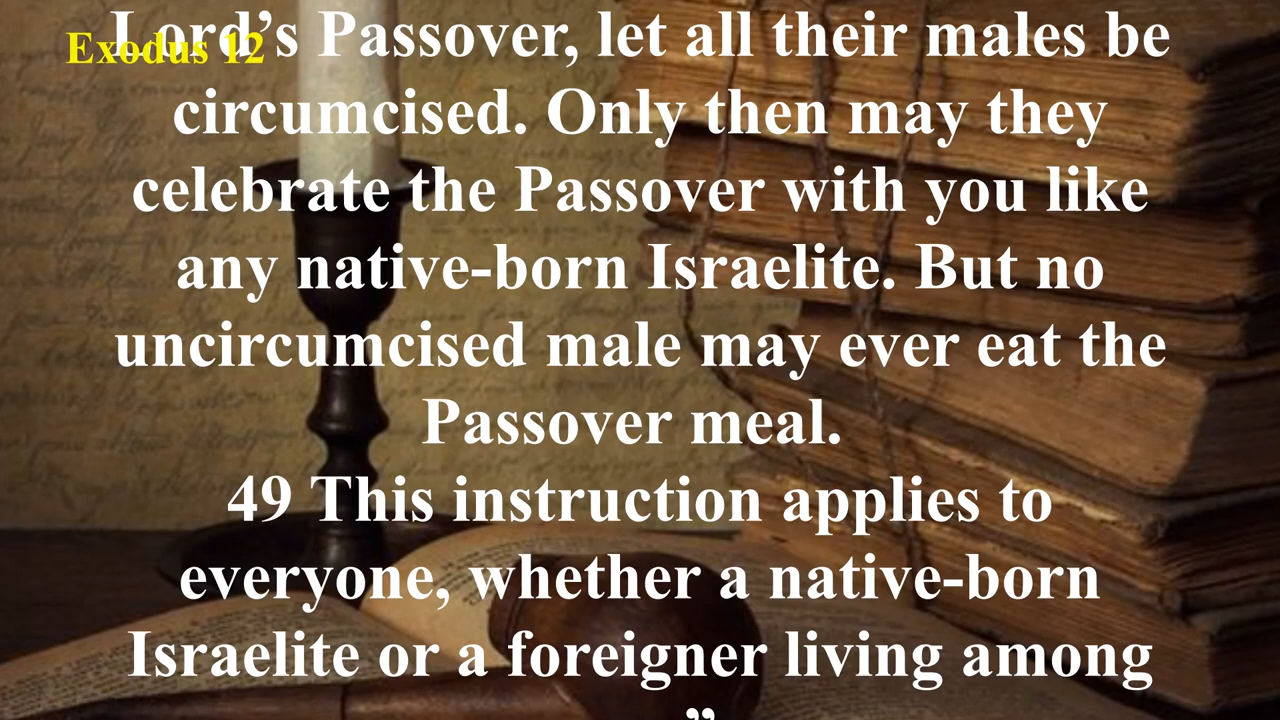 Exodus 12
Lord’s Passover, let all their males be
circumcised. Only then may they
celebrate the Passover with you like
any native-born Israelite. But no
uncircumcised male may ever eat the
Passover meal.
49 This instruction applies to
everyone, whether a native-born
Israelite or a foreigner living among
”